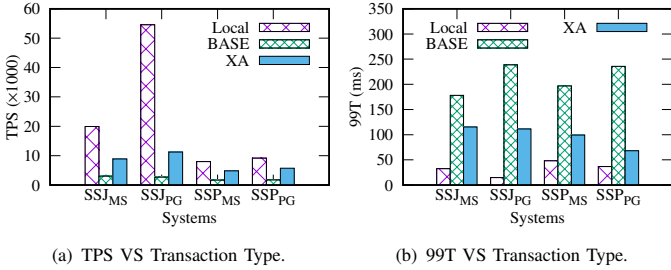 TPS (×1000)
60
50
40
30
20
10
0
Local
BASE
XA
SSJMS SSJPG SSPMS SSPPG
Systems
(a) TPS VS Transaction Type.
99T (ms)
350
300
250
200
150
100
50
0
Local XA
BASE
SSJMS SSJPG SSPMS SSPPG
Systems
(b) 99T VS Transaction Type.